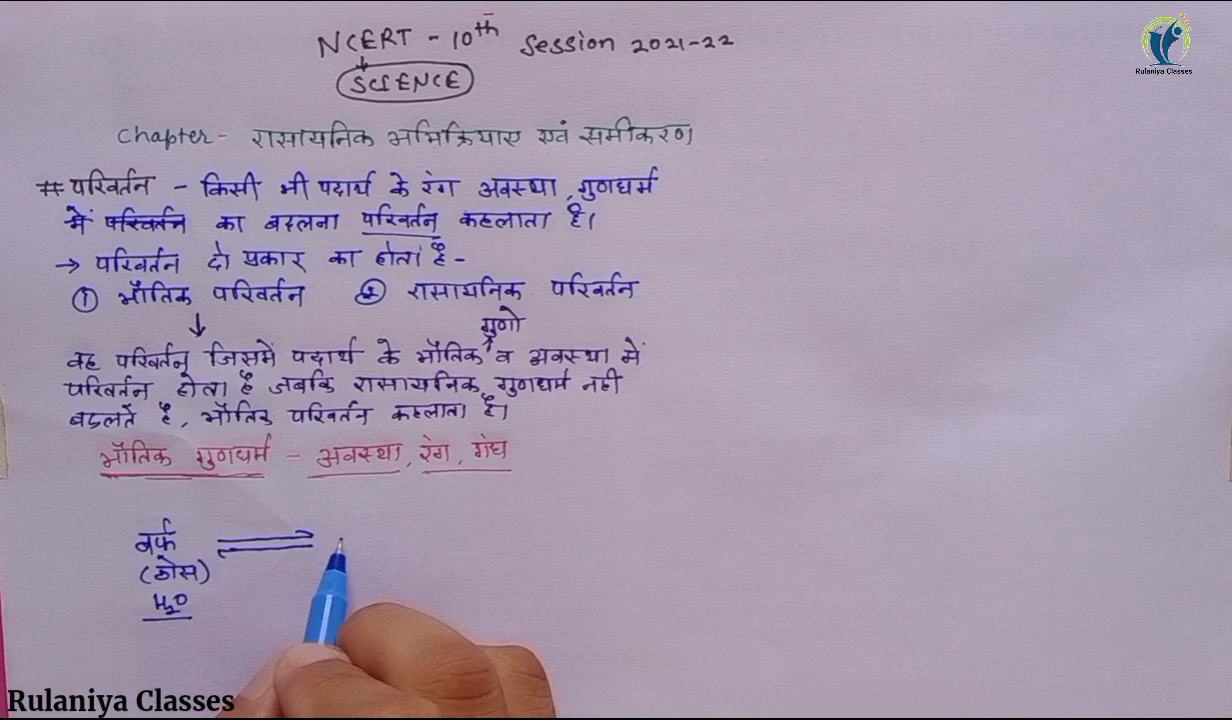 NCERT - 10th Session 2021-22
SCIENCE
Rulaniya Classes
Chapter - रासायनिक अभिक्रियाए एवं समीकरण
# परिवर्तन - किसी भी पदार्थ के रंग अवस्था, गुणधर्म
में परिवर्तन का बदलना परिवर्तन कहलाता है।
→ परिवर्तन दो प्रकार का होता है -
① भौतिक परिवर्तन ② रासायनिक परिवर्तन
↓
गुणो
वह परिवर्तन जिसमें पदार्थ के भौतिक व अवस्था में
परिवर्तन होता है जबकि रासायनिक गुणधर्म नही
बदलते है, भौतिक परिवर्तन कहलाता है।
भौतिक गुणधर्म - अवस्था, रंग, गंध
बर्फ ⇌
(ठोस)
H₂O
Rulaniya Classes